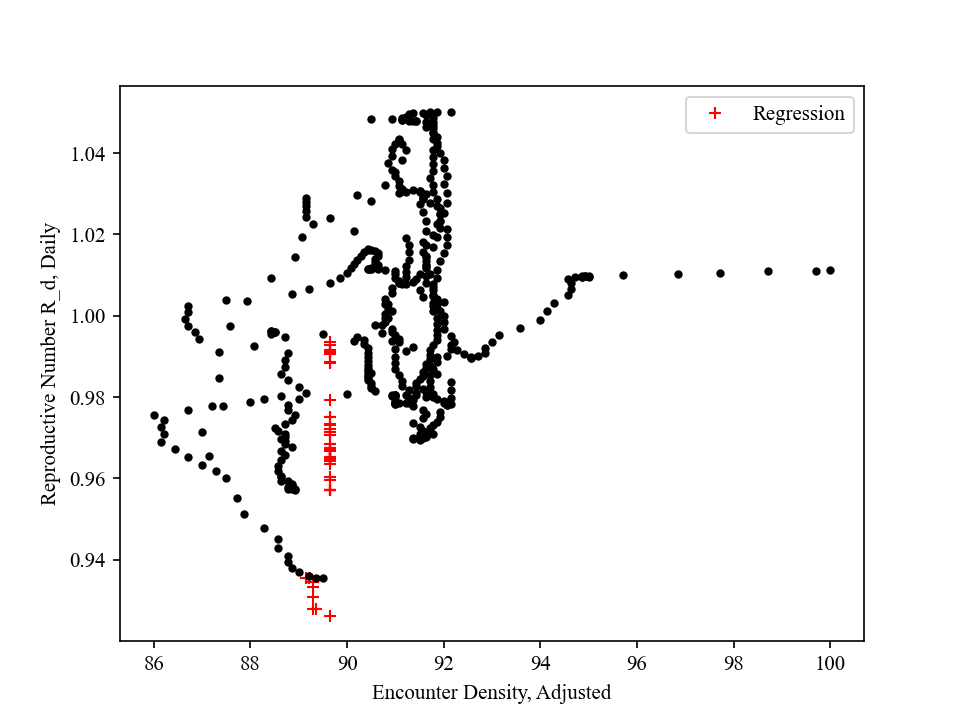 Regression
1.04
1.02
1.00
0.98
0.96
0.94
Reproductive Number R_d, Daily
86 88 90 92 94 96 98 100
Encounter Density, Adjusted